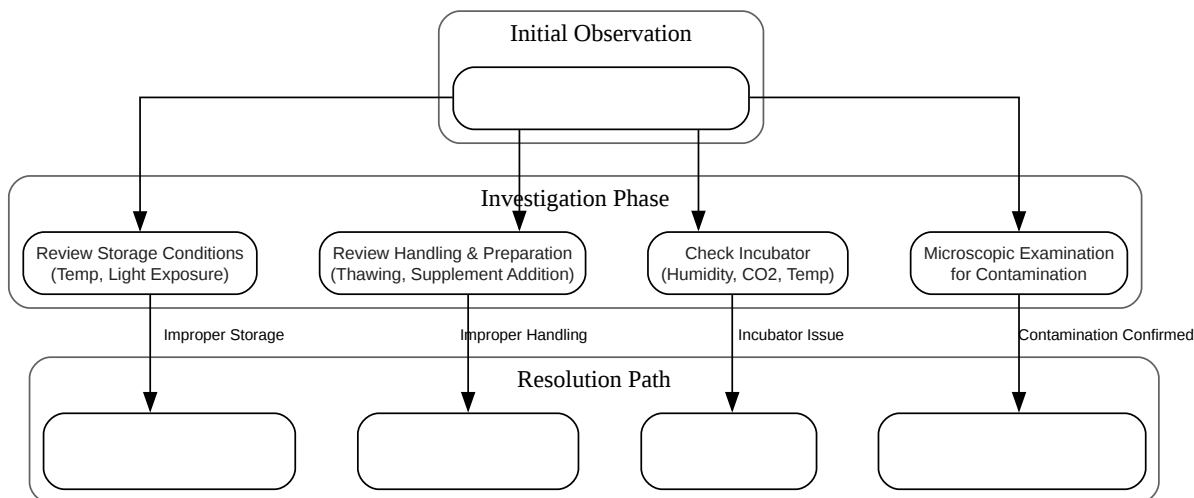 Initial Observation
Investigation Phase
Review Storage Conditions
(Temp, Light Exposure)
Review Handling & Preparation
(Thawing, Supplement Addition)
Check Incubator
(Humidity, CO2, Temp)
Microscopic Examination
for Contamination
Improper Storage
Improper Handling
Incubator Issue
Contamination Confirmed
Resolution Path